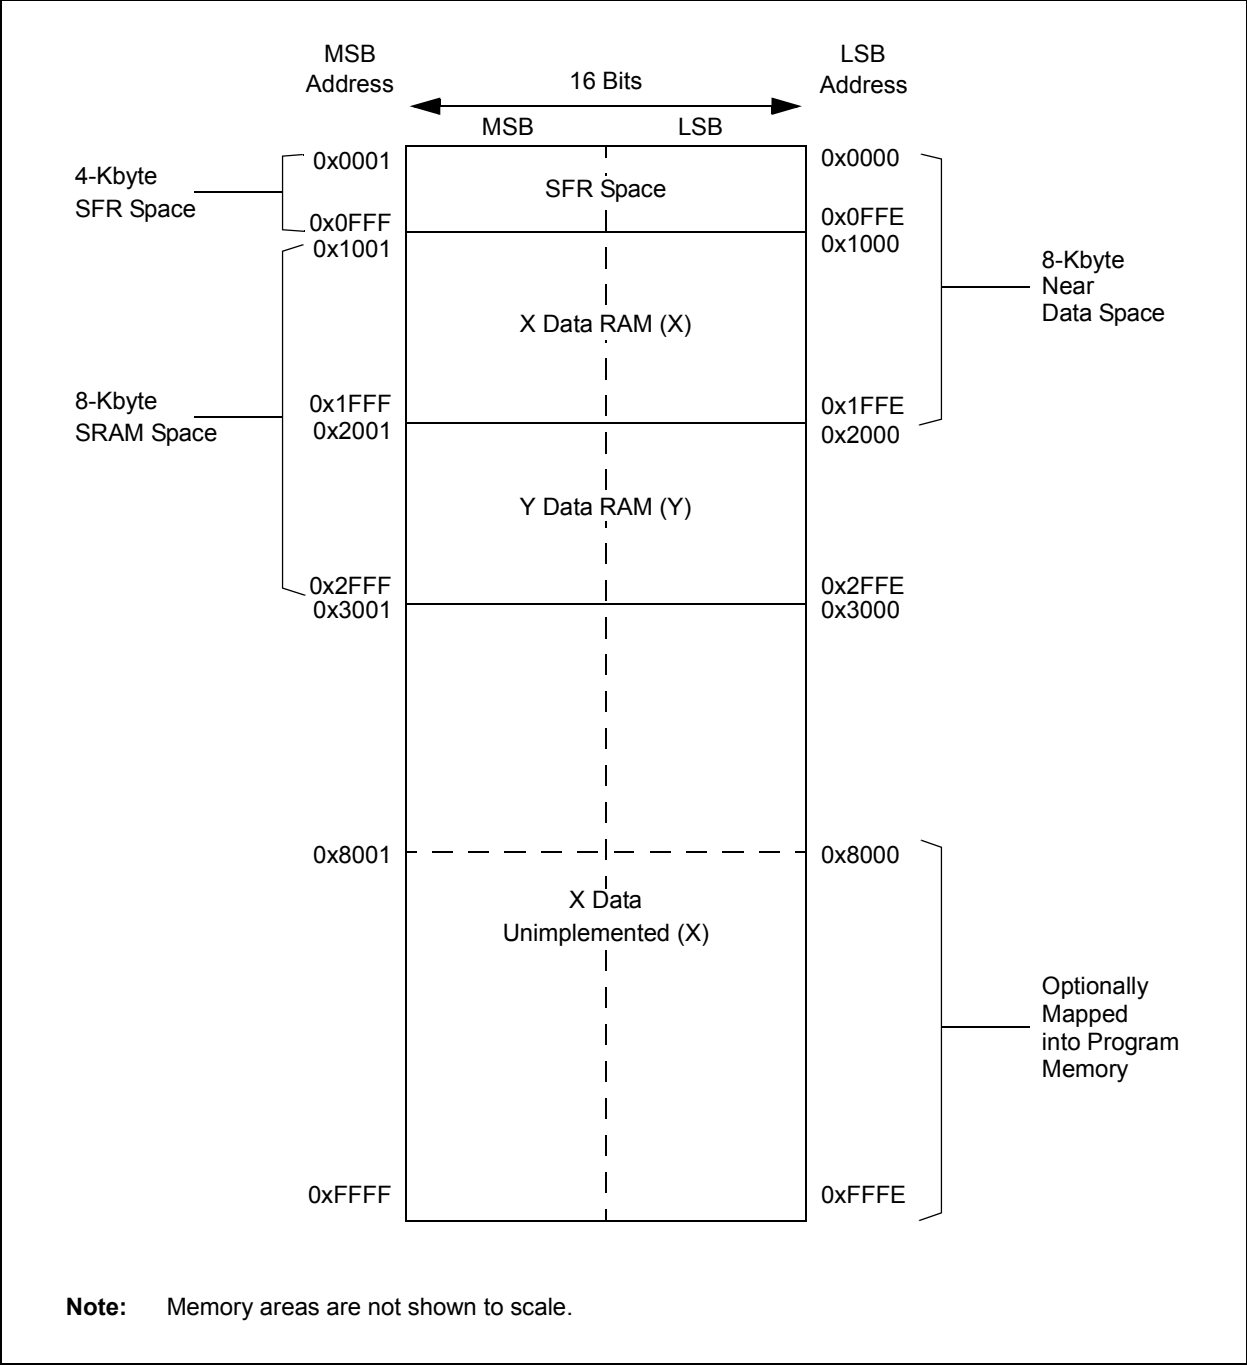 MSB
Address
LSB
Address
16 Bits
MSB
LSB
4-Kbyte
SFR Space
0x0001
0x0000
SFR Space
0x0FFF
0x0FFE
0x1001
0x1000
8-Kbyte
Near
Data Space
X Data RAM (X)
8-Kbyte
SRAM Space
0x1FFF
0x1FFE
0x2001
0x2000
Y Data RAM (Y)
0x2FFF
0x2FFE
0x3001
0x3000
0x8001
0x8000
X Data
Unimplemented (X)
Optionally
Mapped
into Program
Memory
0xFFFF
0xFFFE
Note: Memory areas are not shown to scale.